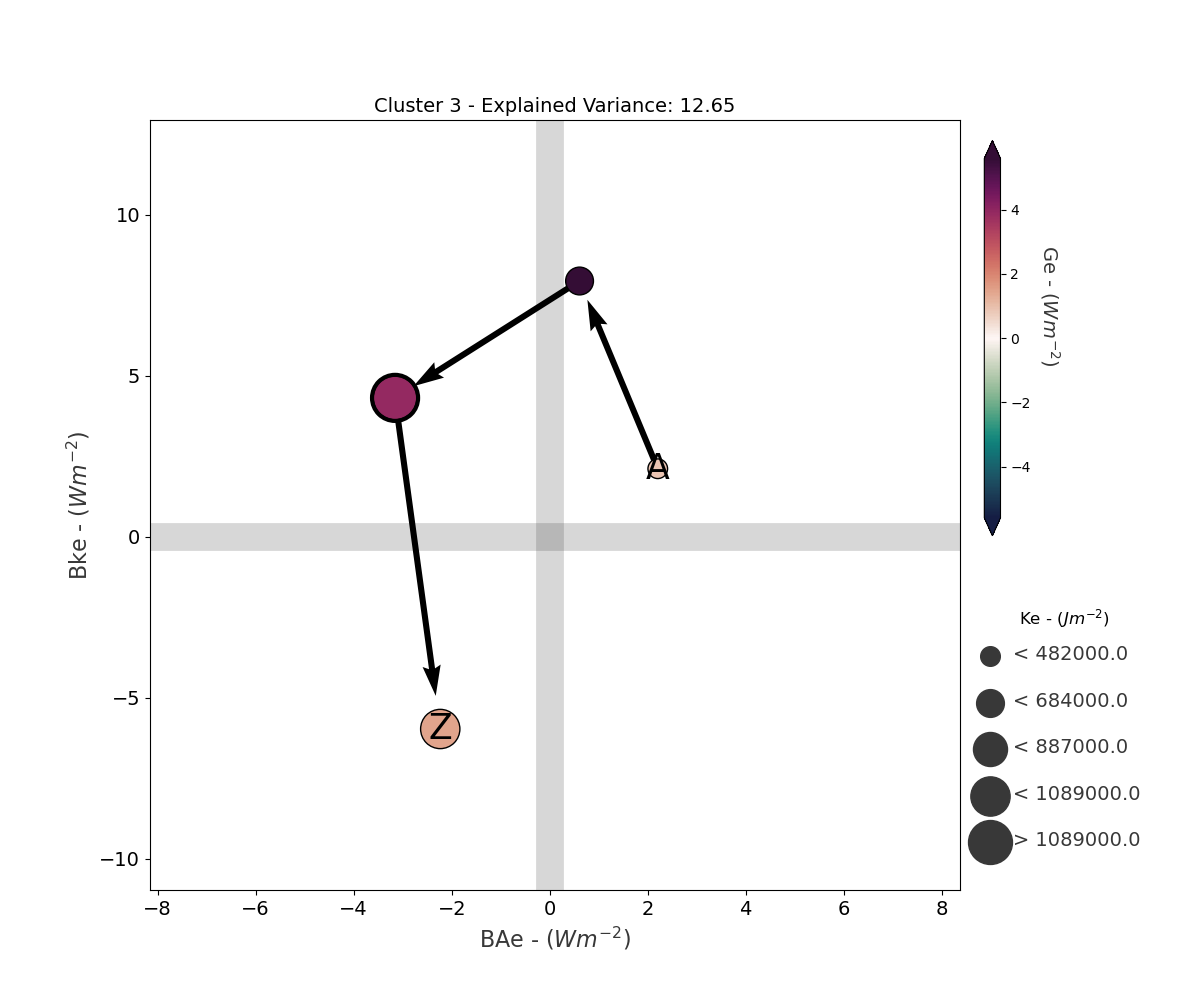 Cluster 3 - Explained Variance: 12.65
10
5
0
−5
−10
Bke - (Wm⁻²)
A
Z
−8 −6 −4 −2 0 2 4 6 8
BAe - (Wm⁻²)
4
2
0
−2
−4
Ge - (Wm⁻²)
Ke - (Jm⁻²)
< 482000.0
< 684000.0
< 887000.0
< 1089000.0
> 1089000.0